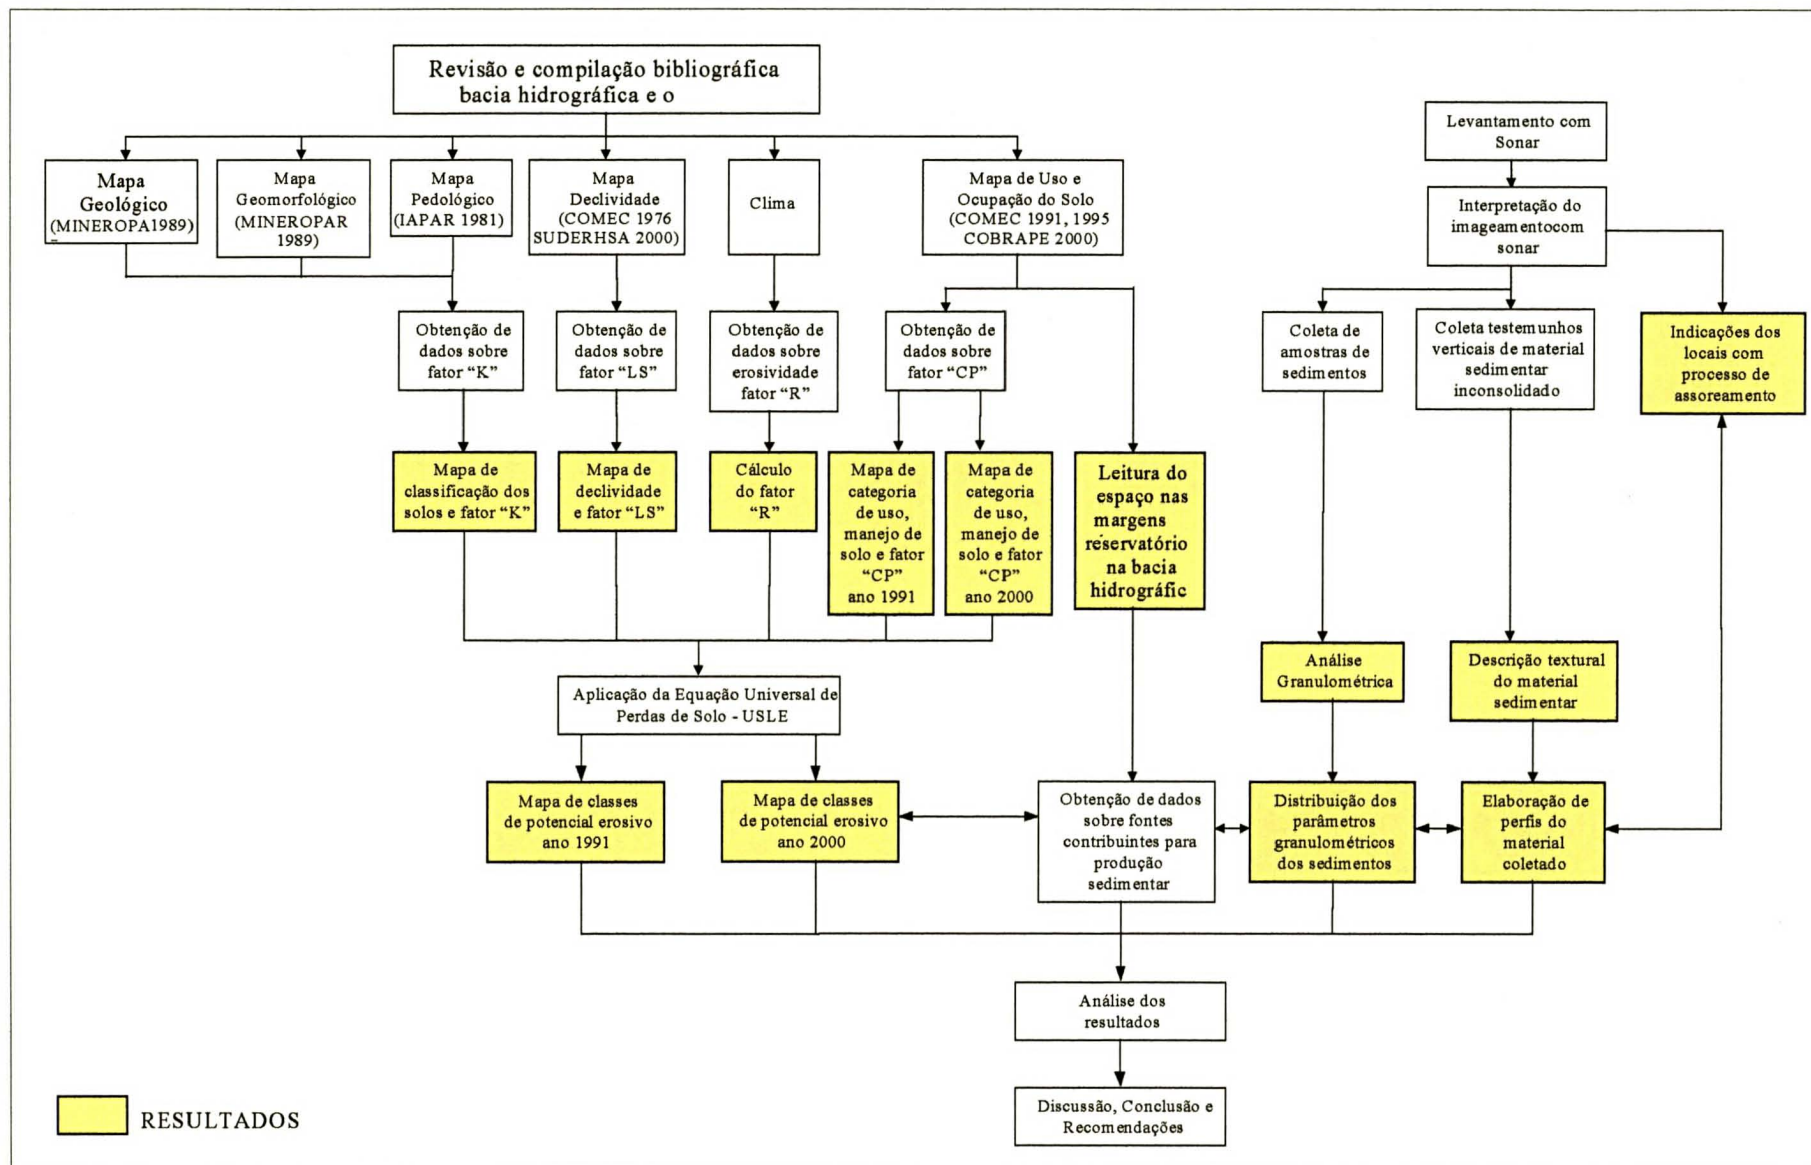 Revisão e compilação bibliográfica
bacia hidrográfica e o
Levantamento com
Sonar
Mapa
Geológico
(MINEROPA1989)
Mapa
Geomorfológico
(MINEROPAR
1989)
Mapa
Pedológico
(IAPAR 1981)
Mapa
Declividade
(COMEC 1976
SUDERHSA 2000)
Clima
Mapa de Uso e
Ocupação do Solo
(COMEC 1991, 1995
COBRAPE 2000)
Interpretação do
imageamentocom
sonar
Obtenção de
dados sobre
fator “K”
Obtenção de
dados sobre
fator “LS”
Obtenção de
dados sobre
erosividade
fator “R”
Obtenção de
dados sobre
fator “CP”
Coleta de
amostras de
sedimentos
Coleta testemunhos
verticais de material
sedimentar
inconsolidado
Indicações dos
locais com
processo de
assoreamento
Mapa de
classificação dos
solos e fator “K”
Mapa de
declividade
e fator “LS”
Cálculo
do fator
“R”
Mapa de
categoria
de uso,
manejo de
solo e fator
“CP”
ano 1991
Mapa de
categoria
de uso,
manejo de
solo e fator
“CP”
ano 2000
Leitura do
espaço nas
margens
reservatório
na bacia
hidrográfic
Análise
Granulométrica
Descrição textural
do material
sedimentar
Aplicação da Equação Universal de
Perdas de Solo - USLE
Mapa de classes
de potencial erosivo
ano 1991
Mapa de classes
de potencial erosivo
ano 2000
Obtenção de dados
sobre fontes
contribuintes para
produção
sedimentar
Distribuição dos
parâmetros
granulométricos
dos sedimentos
Elaboração de
perfis do
material
coletado
Análise dos
resultados
Discussão, Conclusão e
Recomendações
RESULTADOS